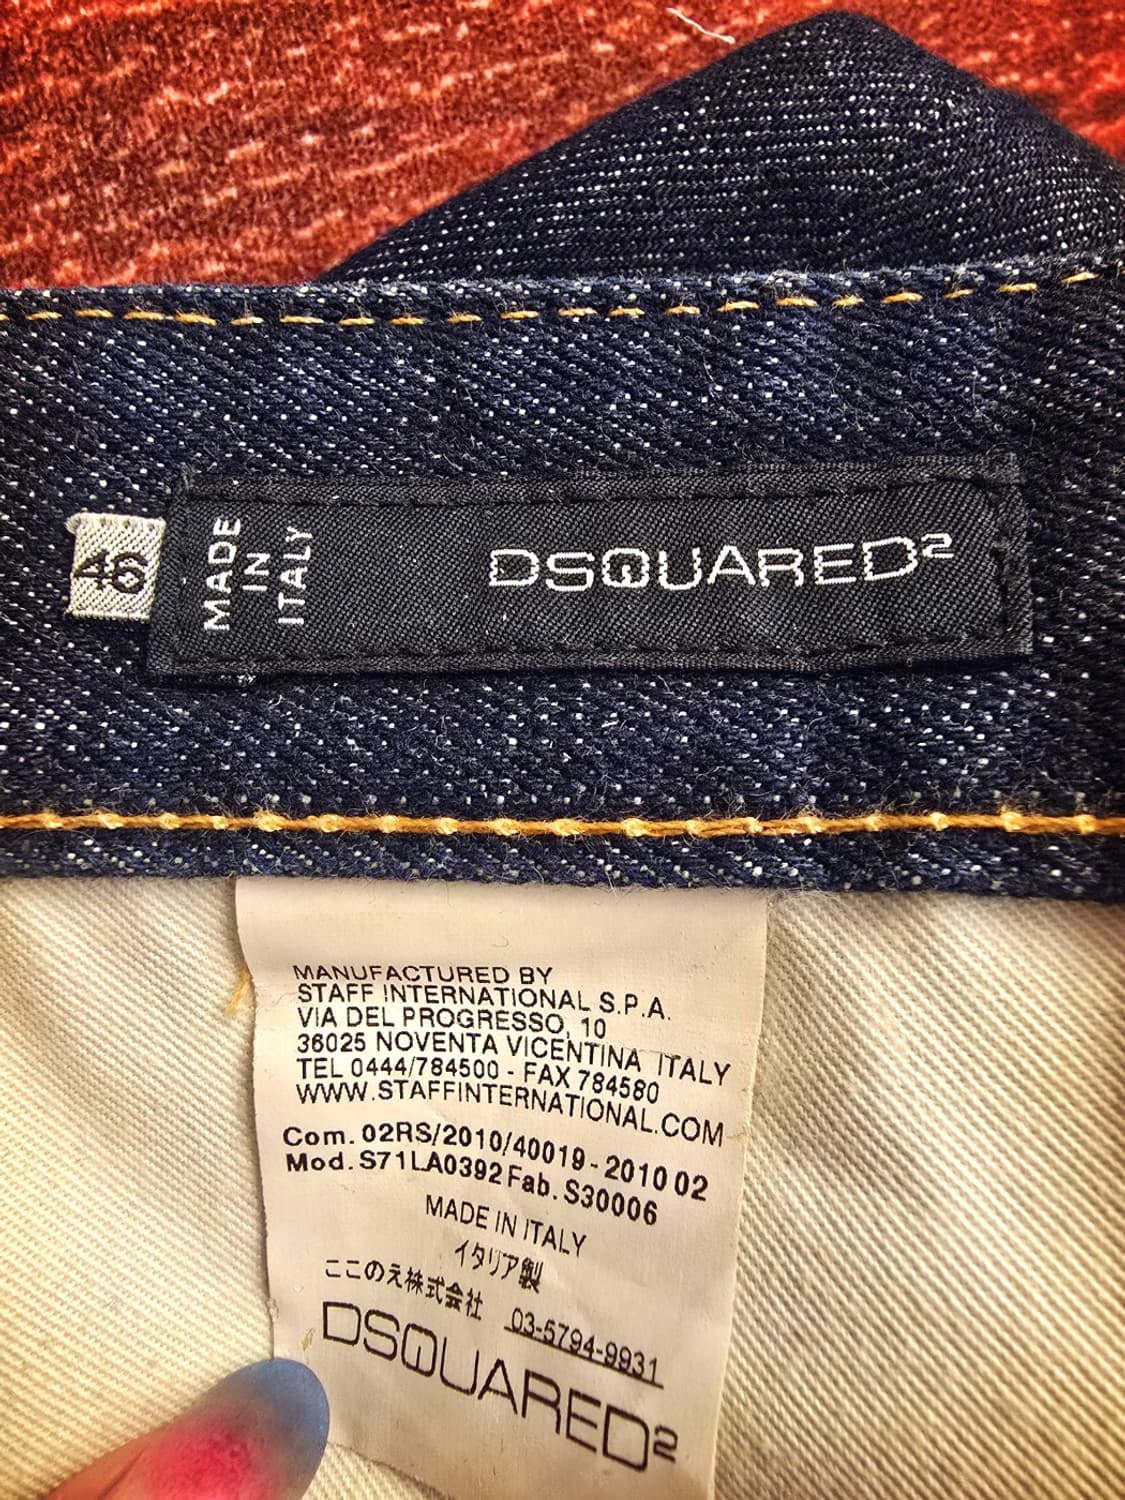 46
MADE
IN
ITALY
DSQUARED²
MANUFACTURED BY
STAFF INTERNATIONAL S.P.A.
VIA DEL PROGRESSO, 10
36025 NOVENTA VICENTINA ITALY
TEL 0444/784500 - FAX 784580
WWW.STAFFINTERNATIONAL.COM
Com. 02RS/2010/40019 - 2010 02
Mod. S71LA0392 Fab. S30006
MADE IN ITALY
イタリア製
ここのえ株式会社 03-5794-9931
DSQUARED²